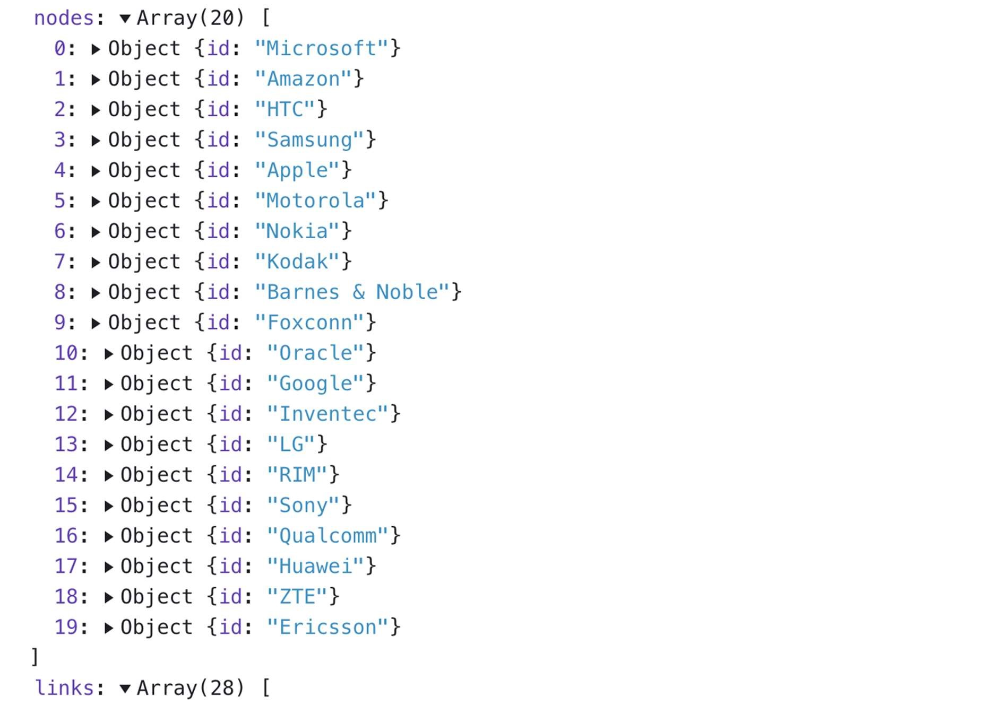 nodes: ▼Array(20) [
0: ▶Object {id: "Microsoft"}
1: ▶Object {id: "Amazon"}
2: ▶Object {id: "HTC"}
3: ▶Object {id: "Samsung"}
4: ▶Object {id: "Apple"}
5: ▶Object {id: "Motorola"}
6: ▶Object {id: "Nokia"}
7: ▶Object {id: "Kodak"}
8: ▶Object {id: "Barnes & Noble"}
9: ▶Object {id: "Foxconn"}
10: ▶Object {id: "Oracle"}
11: ▶Object {id: "Google"}
12: ▶Object {id: "Inventec"}
13: ▶Object {id: "LG"}
14: ▶Object {id: "RIM"}
15: ▶Object {id: "Sony"}
16: ▶Object {id: "Qualcomm"}
17: ▶Object {id: "Huawei"}
18: ▶Object {id: "ZTE"}
19: ▶Object {id: "Ericsson"}
]
links: ▼Array(28) [